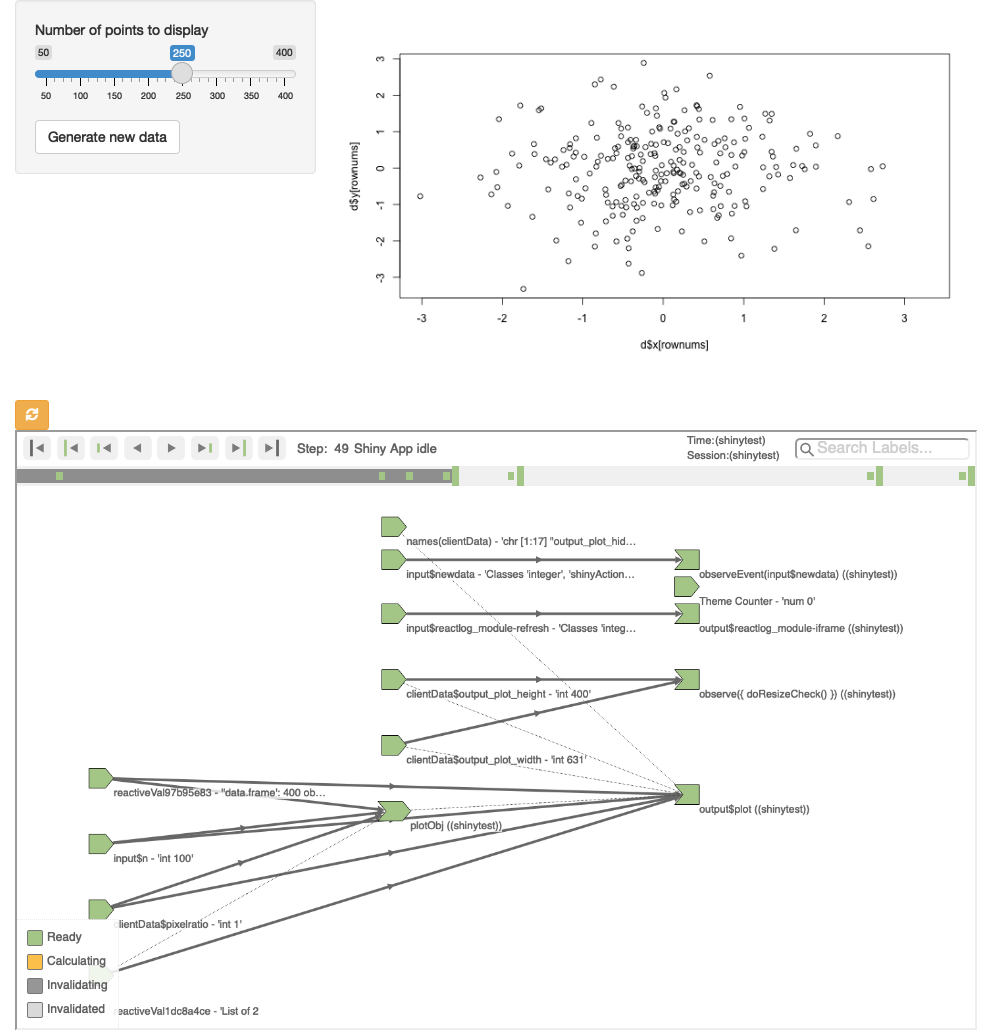 Number of points to display
50 250 400
50 100 150 200 250 300 350 400
Generate new data
d$y[rownums]
3
2
1
0
-1
-2
-3
-3 -2 -1 0 1 2 3
d$x[rownums]
Step: 49 Shiny App idle
Time:(shinytest)
Session:(shinytest)
Search Labels...
names(clientData) - 'chr [1:17] "output_plot_hid...
input$newdata - 'Classes 'integer', 'shinyAction...
observeEvent(input$newdata) ((shinytest))
Theme Counter - 'num 0'
input$reactlog_module-refresh - 'Classes 'integ...
output$reactlog_module-iframe ((shinytest))
clientData$output_plot_height - 'int 400'
observe({ doResizeCheck() }) ((shinytest))
clientData$output_plot_width - 'int 631'
reactiveVal97b95e83 - ''data.frame': 400 ob...
output$plot ((shinytest))
plotObj ((shinytest))
input$n - 'int 100'
clientData$pixelratio - 'int 1'
Ready
Calculating
Invalidating
Invalidated
eactiveVal1dc8a4ce - 'List of 2